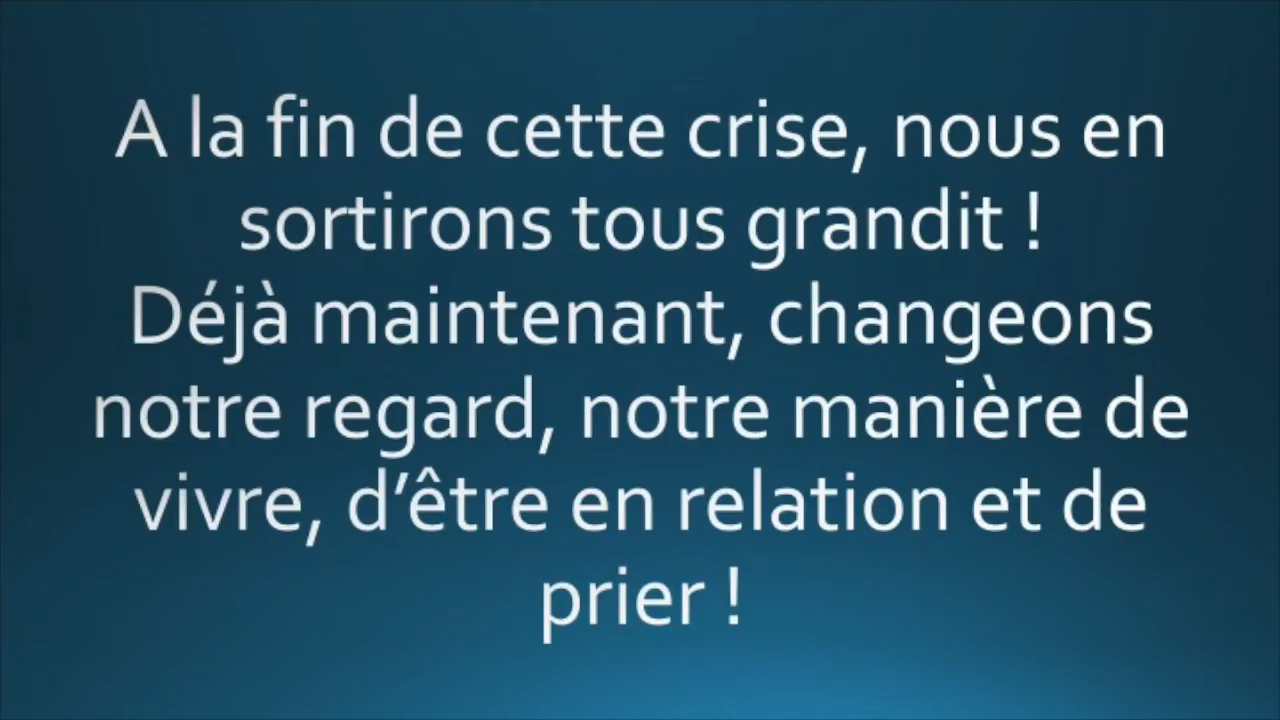 A la fin de cette crise, nous en
sortirons tous grandit !
Déjà maintenant, changeons
notre regard, notre manière de
vivre, d’être en relation et de
prier !